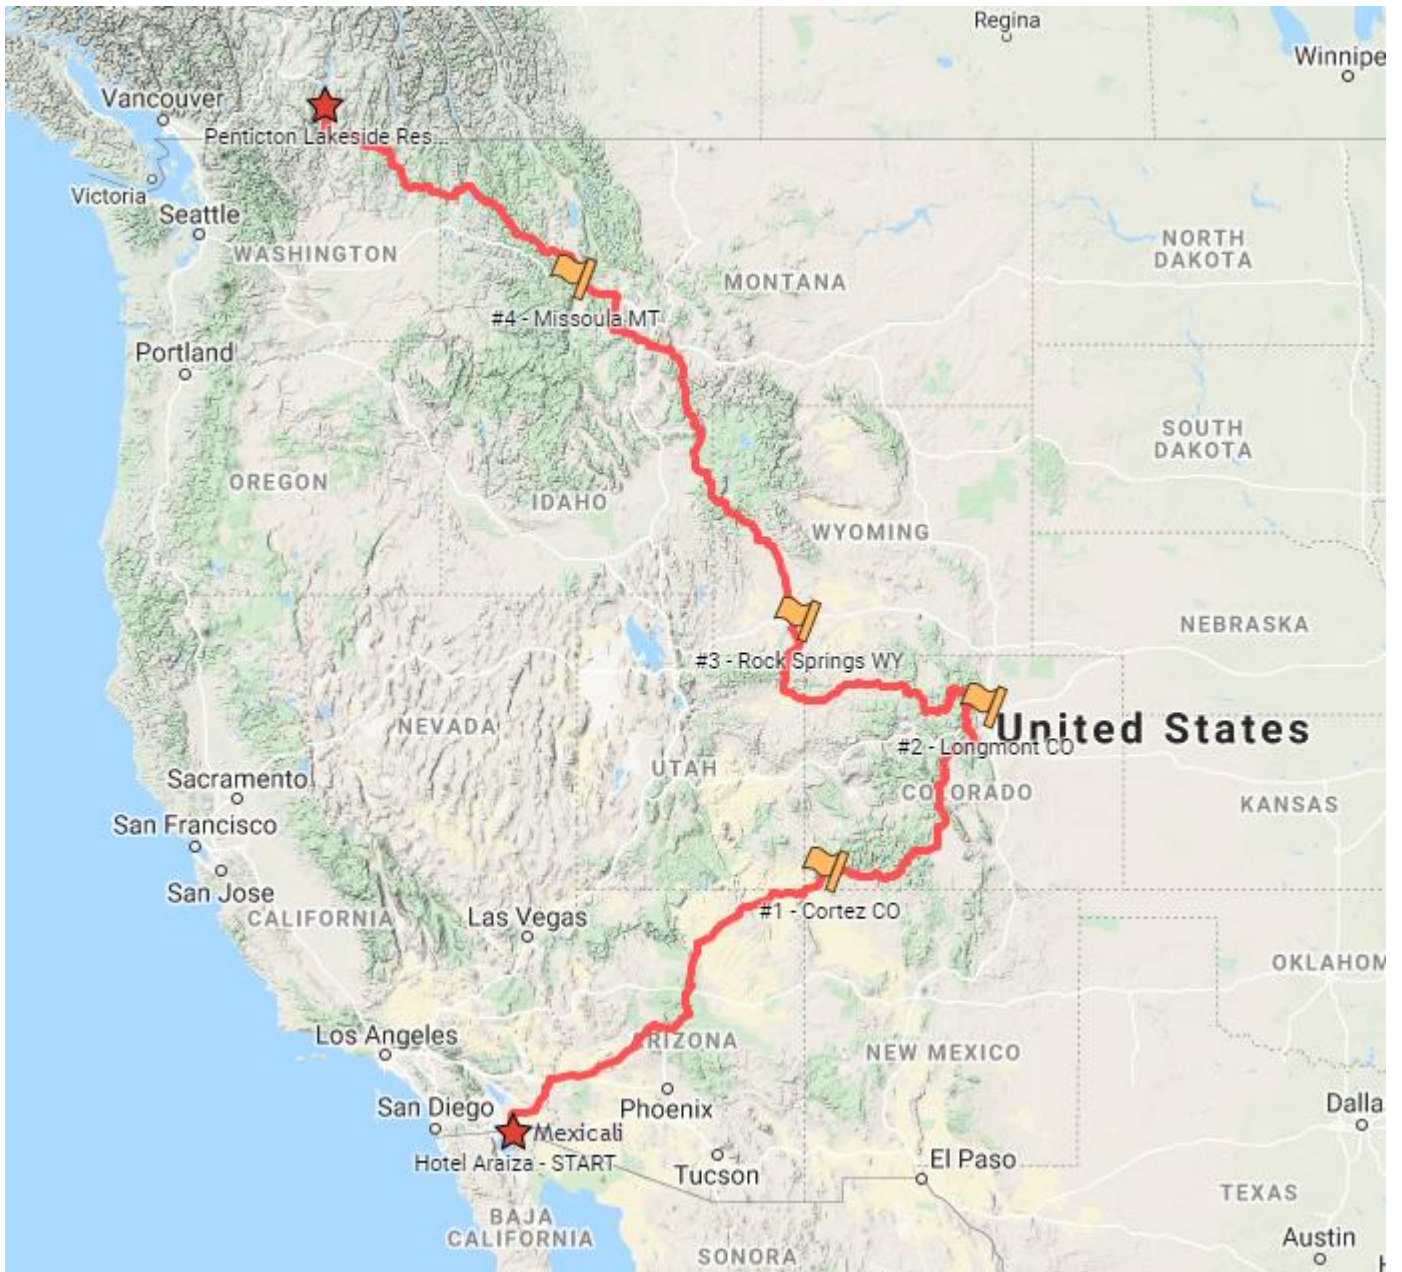 Regina
Winnipe
Vancouver
Penticton Lakeside Res...
Victoria
Seattle
WASHINGTON
NORTH
DAKOTA
MONTANA
#4 - Missoula MT
Portland
SOUTH
DAKOTA
OREGON
IDAHO
WYOMING
NEBRASKA
#3 - Rock Springs WY
NEVADA
United States
#2 - Longmont CO
UTAH
Sacramento
COLORADO
KANSAS
San Francisco
San Jose
CALIFORNIA
Las Vegas
#1 - Cortez CO
OKLAHOM
Los Angeles
ARIZONA
NEW MEXICO
San Diego
Phoenix
Dalla
Mexicali
Hotel Araiza - START
Tucson
El Paso
TEXAS
BAJA
CALIFORNIA
Austin
SONORA
H